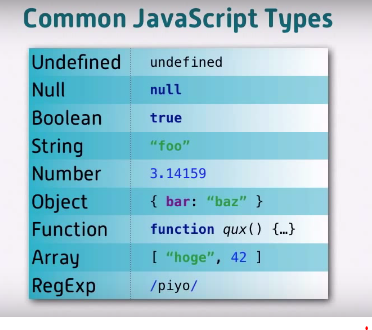 Common JavaScript Types
Undefined undefined
Null null
Boolean true
String “foo”
Number 3.14159
Object { bar: “baz” }
Function function qux() {…}
Array [ “hoge”, 42 ]
RegExp /piyo/